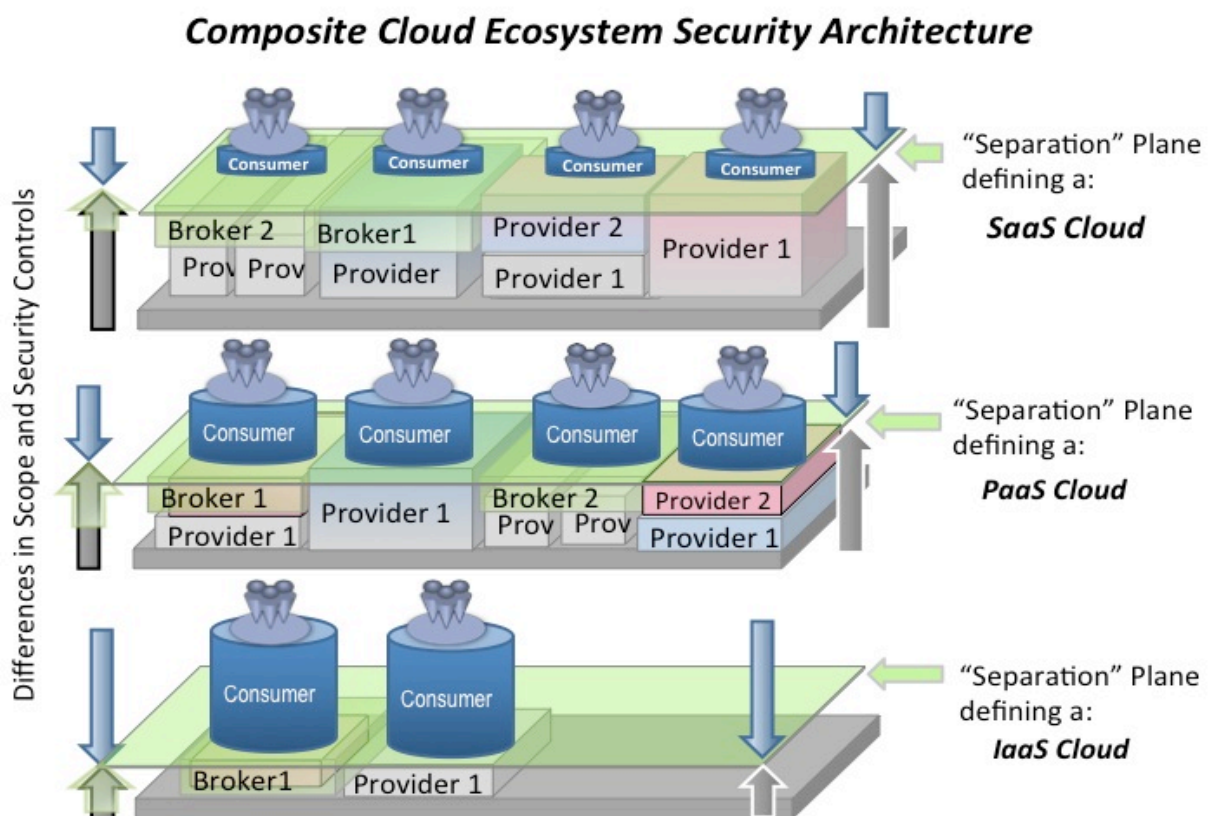 Composite Cloud Ecosystem Security Architecture
Differences in Scope and Security Controls
Consumer
Consumer
Consumer
Consumer
Broker 2
Broker1
Provider 2
Provider 1
Prov
Prov
Provider
Provider 1
"Separation" Plane
defining a:
SaaS Cloud
Consumer
Consumer
Consumer
Consumer
Broker 1
Provider 1
Broker 2
Provider 2
Provider 1
Prov
Prov
Provider 1
"Separation" Plane
defining a:
PaaS Cloud
Consumer
Consumer
Broker1
Provider 1
"Separation" Plane
defining a:
IaaS Cloud